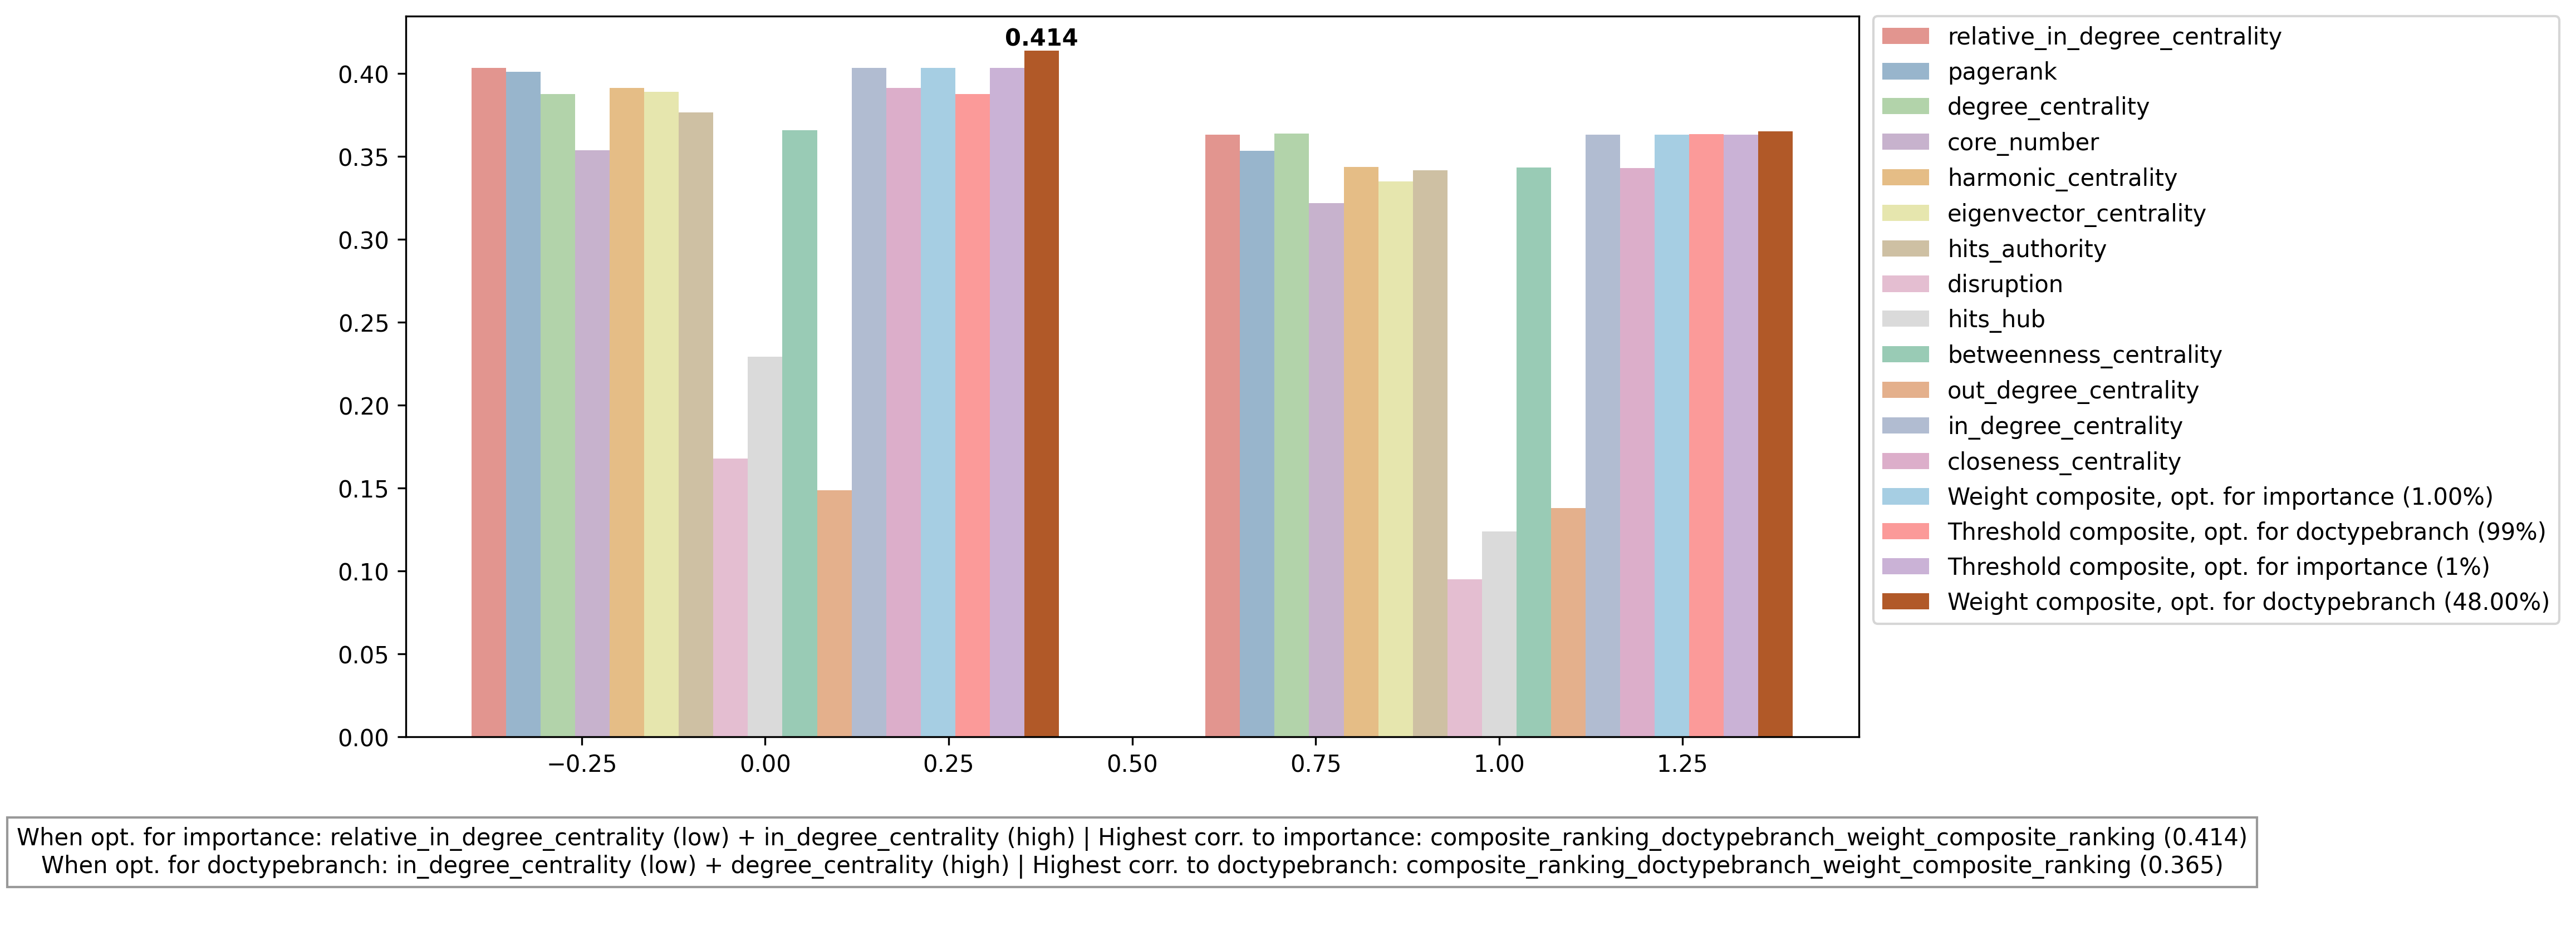 0.414
0.40
0.35
0.30
0.25
0.20
0.15
0.10
0.05
0.00
−0.25 0.00 0.25 0.50 0.75 1.00 1.25
relative_in_degree_centrality
pagerank
degree_centrality
core_number
harmonic_centrality
eigenvector_centrality
hits_authority
disruption
hits_hub
betweenness_centrality
out_degree_centrality
in_degree_centrality
closeness_centrality
Weight composite, opt. for importance (1.00%)
Threshold composite, opt. for doctypebranch (99%)
Threshold composite, opt. for importance (1%)
Weight composite, opt. for doctypebranch (48.00%)
When opt. for importance: relative_in_degree_centrality (low) + in_degree_centrality (high) | Highest corr. to importance: composite_ranking_doctypebranch_weight_composite_ranking (0.414)
When opt. for doctypebranch: in_degree_centrality (low) + degree_centrality (high) | Highest corr. to doctypebranch: composite_ranking_doctypebranch_weight_composite_ranking (0.365)